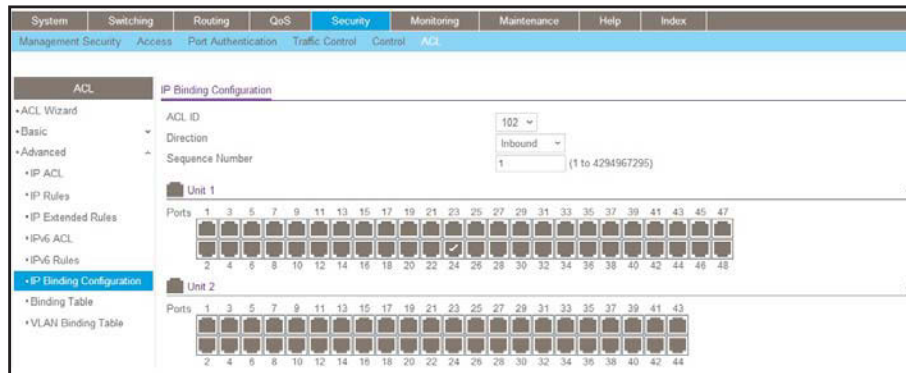 System Switching Routing QoS Security Monitoring Maintenance Help Index
Management Security Access Port Authentication Traffic Control Control ACL
ACL
IP Binding Configuration
•ACL Wizard
•Basic
•Advanced
•IP ACL
•IP Rules
•IP Extended Rules
•IPv6 ACL
•IPv6 Rules
•IP Binding Configuration
•Binding Table
•VLAN Binding Table
ACL ID 102
Direction Inbound
Sequence Number 1 (1 to 4294967295)
Unit 1
Ports 1 3 5 7 9 11 13 15 17 19 21 23 25 27 29 31 33 35 37 39 41 43 45 47
2 4 6 8 10 12 14 16 18 20 22 24 26 28 30 32 34 36 38 40 42 44 46 48
Unit 2
Ports 1 3 5 7 9 11 13 15 17 19 21 23 25 27 29 31 33 35 37 39 41 43
2 4 6 8 10 12 14 16 18 20 22 24 26 28 30 32 34 36 38 40 42 44